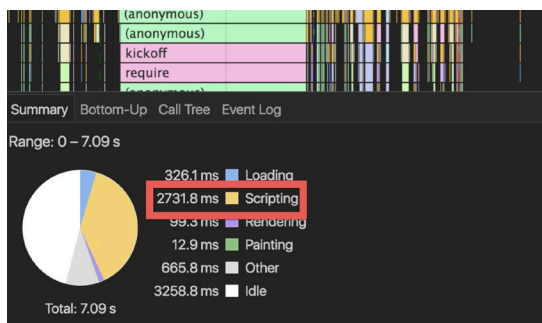 (anonymous)
(anonymous)
kickoff
require
(anonymous)
Summary Bottom-Up Call Tree Event Log
Range: 0 – 7.09 s
326.1 ms Loading
2731.8 ms Scripting
99.3 ms Rendering
12.9 ms Painting
665.8 ms Other
3258.8 ms Idle
Total: 7.09 s